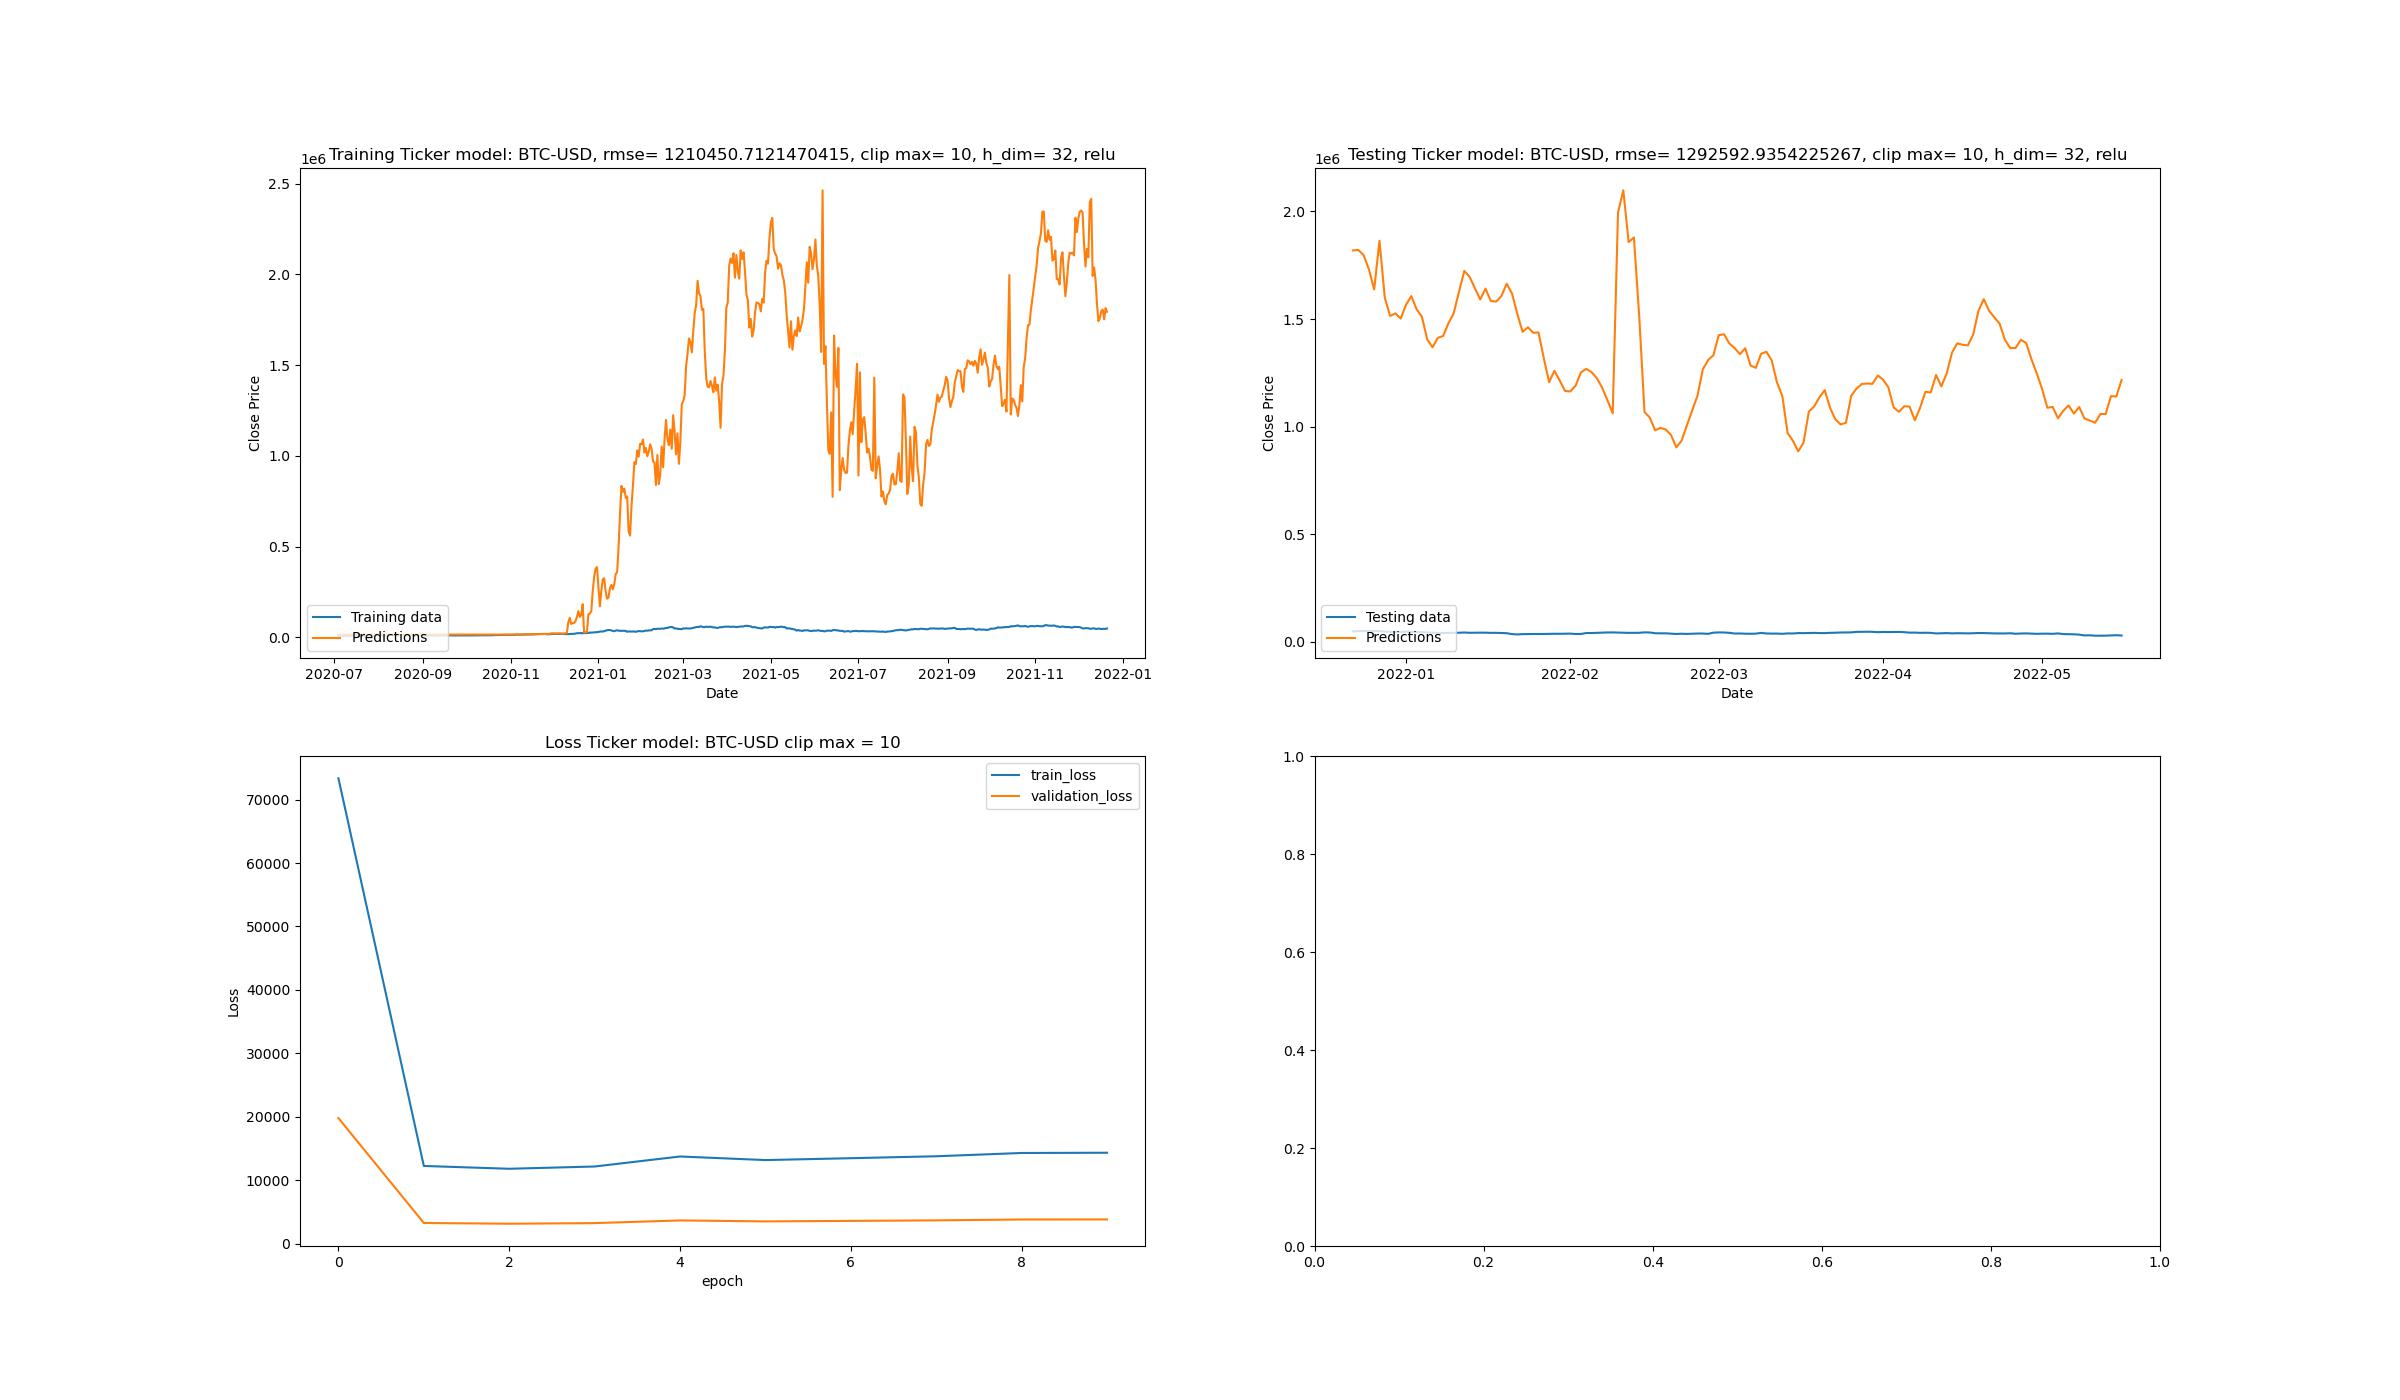 Training Ticker model: BTC-USD, rmse= 1210450.7121470415, clip max= 10, h_dim= 32, relu
1e6
2.5
2.0
1.5
1.0
0.5
0.0
Close Price
Training data
Predictions
2020-07 2020-09 2020-11 2021-01 2021-03 2021-05 2021-07 2021-09 2021-11 2022-01
Date
Testing Ticker model: BTC-USD, rmse= 1292592.9354225267, clip max= 10, h_dim= 32, relu
1e6
2.0
1.5
1.0
0.5
0.0
Close Price
Testing data
Predictions
2022-01 2022-02 2022-03 2022-04 2022-05
Date
Loss Ticker model: BTC-USD clip max = 10
train_loss
validation_loss
70000
60000
50000
40000
30000
20000
10000
0
Loss
0 2 4 6 8
epoch
1.0
0.8
0.6
0.4
0.2
0.0
0.0 0.2 0.4 0.6 0.8 1.0